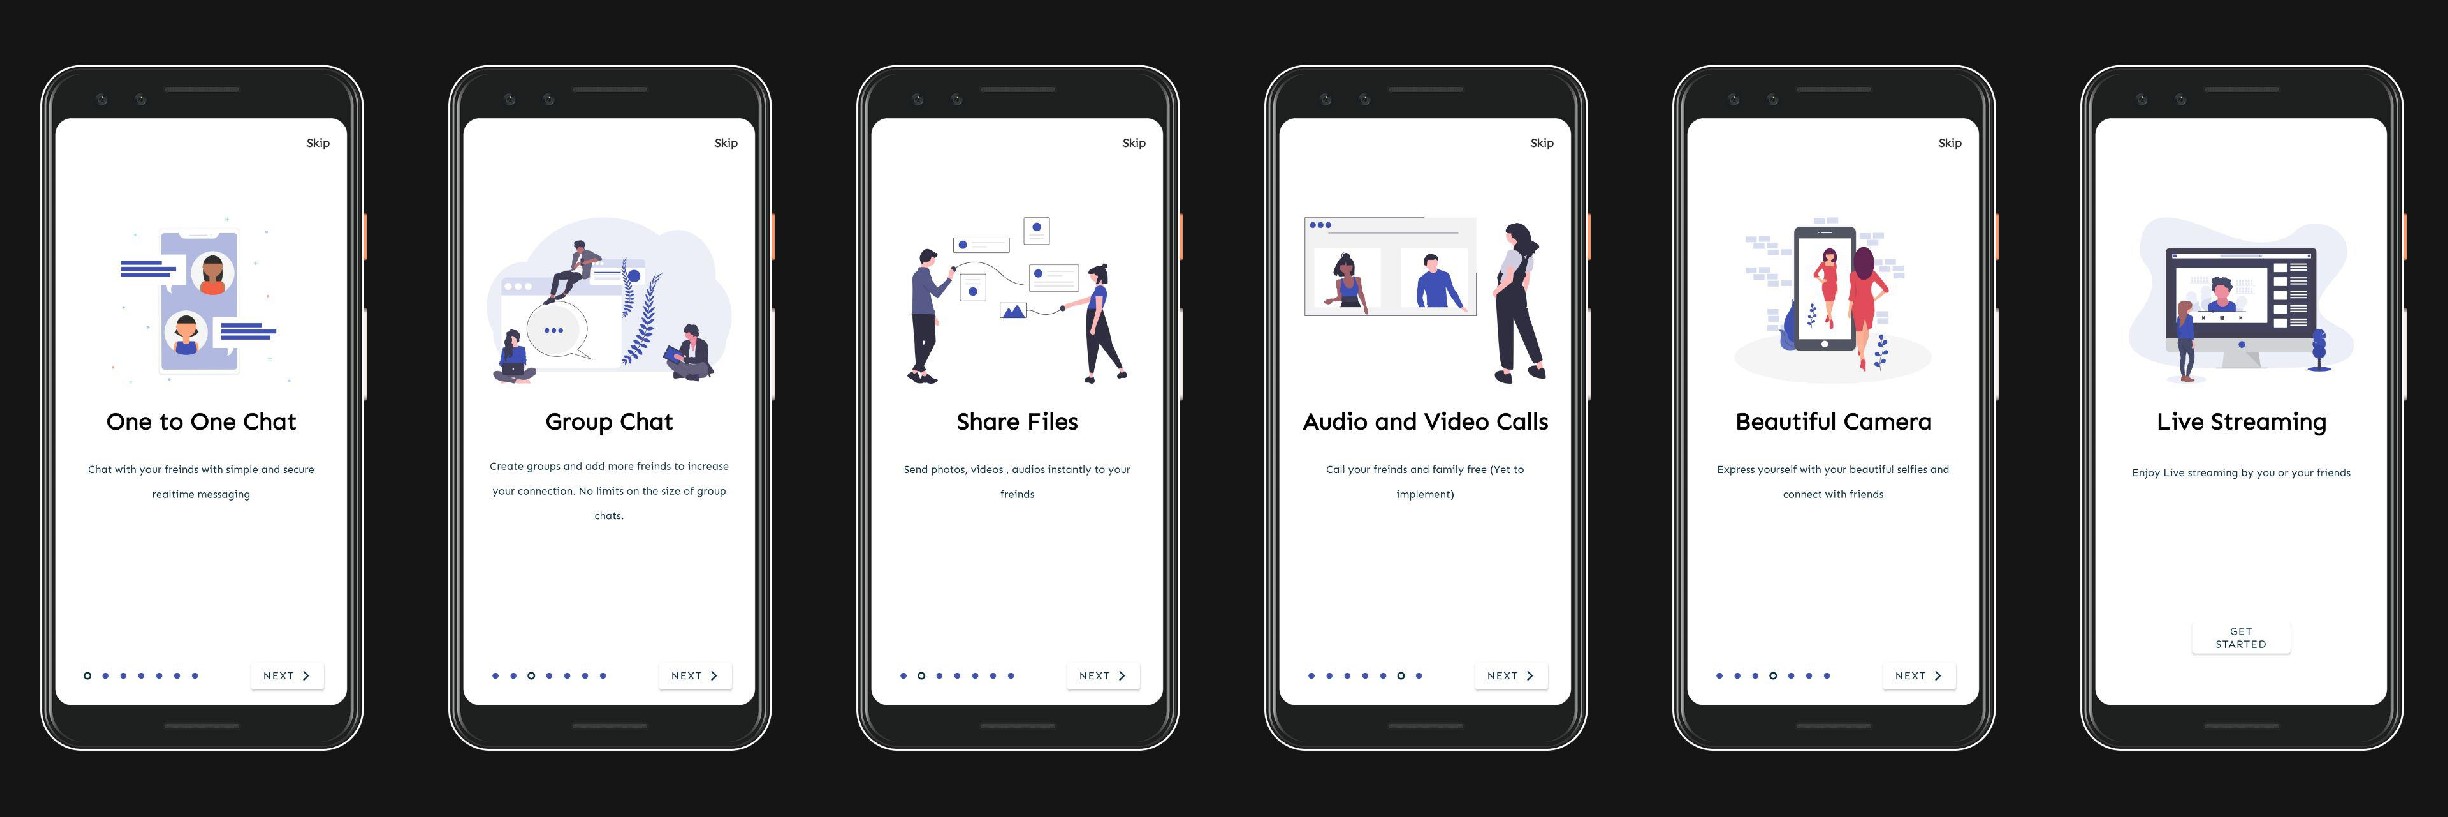 Skip
One to One Chat
Chat with your freinds with simple and secure
realtime messaging
NEXT
Skip
Group Chat
Create groups and add more freinds to increase
your connection. No limits on the size of group
chats.
NEXT
Skip
Share Files
Send photos, videos , audios instantly to your
freinds
NEXT
Skip
Audio and Video Calls
Call your freinds and family free (Yet to
implement)
NEXT
Skip
Beautiful Camera
Express yourself with your beautiful selfies and
connect with friends
NEXT
Live Streaming
Enjoy Live streaming by you or your friends
GET
STARTED